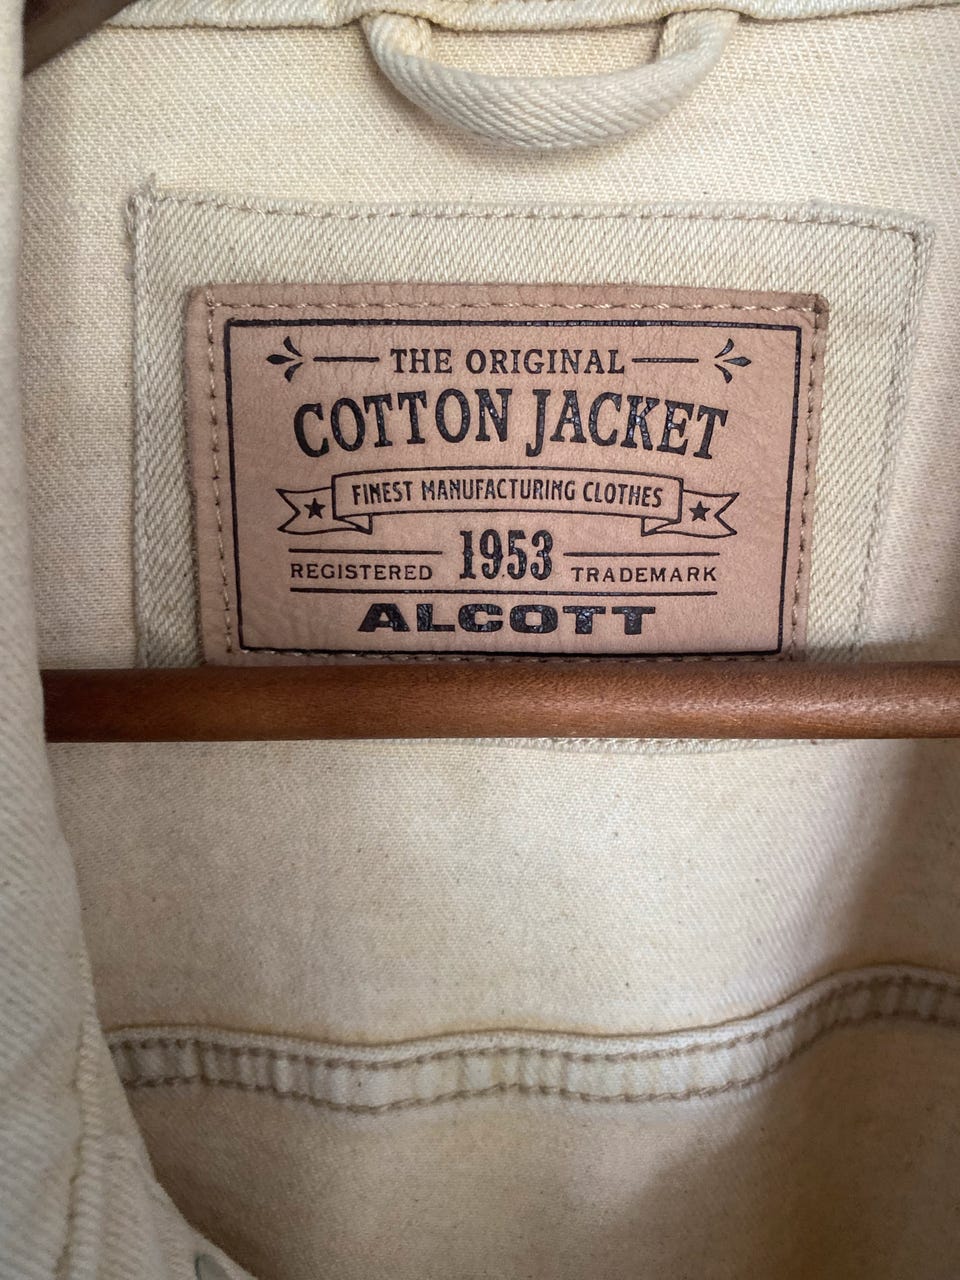 THE ORIGINAL
COTTON JACKET
FINEST MANUFACTURING CLOTHES
REGISTERED 1953 TRADEMARK
ALCOTT